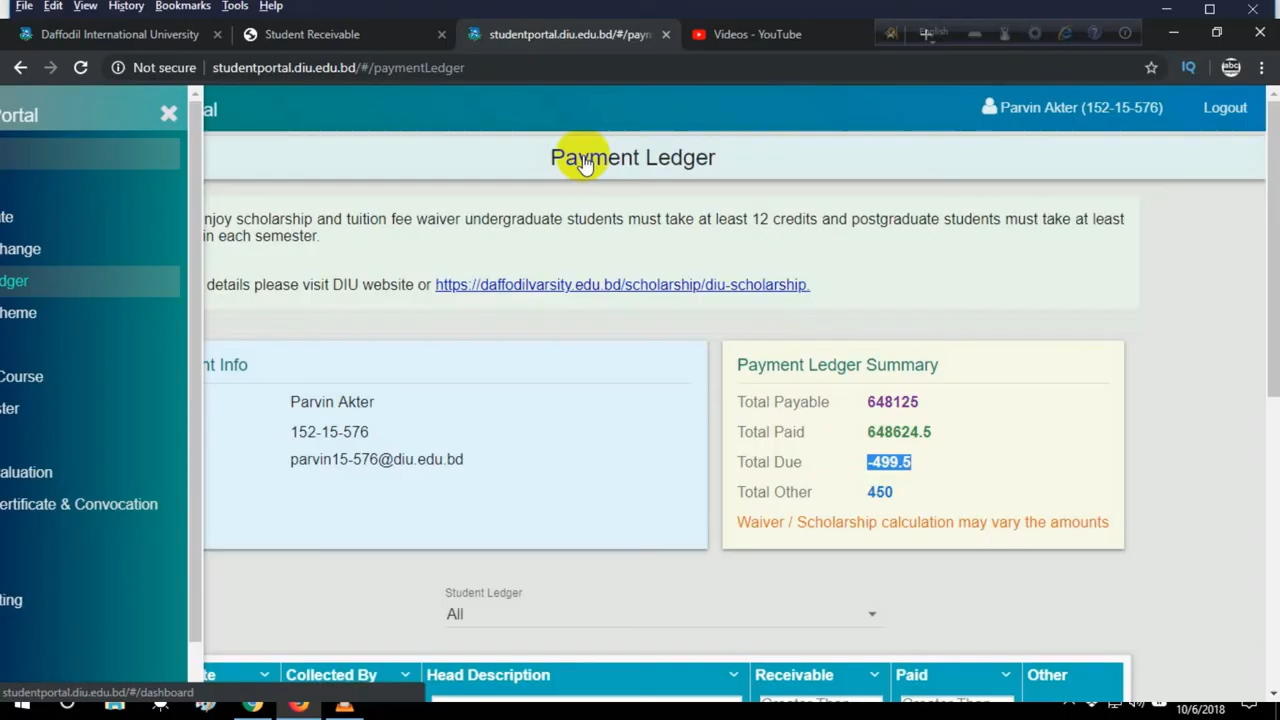 File Edit View History Bookmarks Tools Help
Daffodil International University
Student Receivable
studentportal.diu.edu.bd/#/paym
Videos - YouTube
English
Not secure studentportal.diu.edu.bd/#/paymentLedger
ortal
al
Parvin Akter (152-15-576)
Logout
Payment Ledger
te
hange
dger
heme
Course
ster
aluation
ertificate & Convocation
ting
njoy scholarship and tuition fee waiver undergraduate students must take at least 12 credits and postgraduate students must take at least
in each semester.
details please visit DIU website or https://daffodilvarsity.edu.bd/scholarship/diu-scholarship.
nt Info
Parvin Akter
152-15-576
parvin15-576@diu.edu.bd
Payment Ledger Summary
Total Payable 648125
Total Paid 648624.5
Total Due -499.5
Total Other 450
Waiver / Scholarship calculation may vary the amounts
Student Ledger
All
te Collected By Head Description Receivable Paid Other
Greater Than Greater Than
studentportal.diu.edu.bd/#/dashboard
10/6/2018